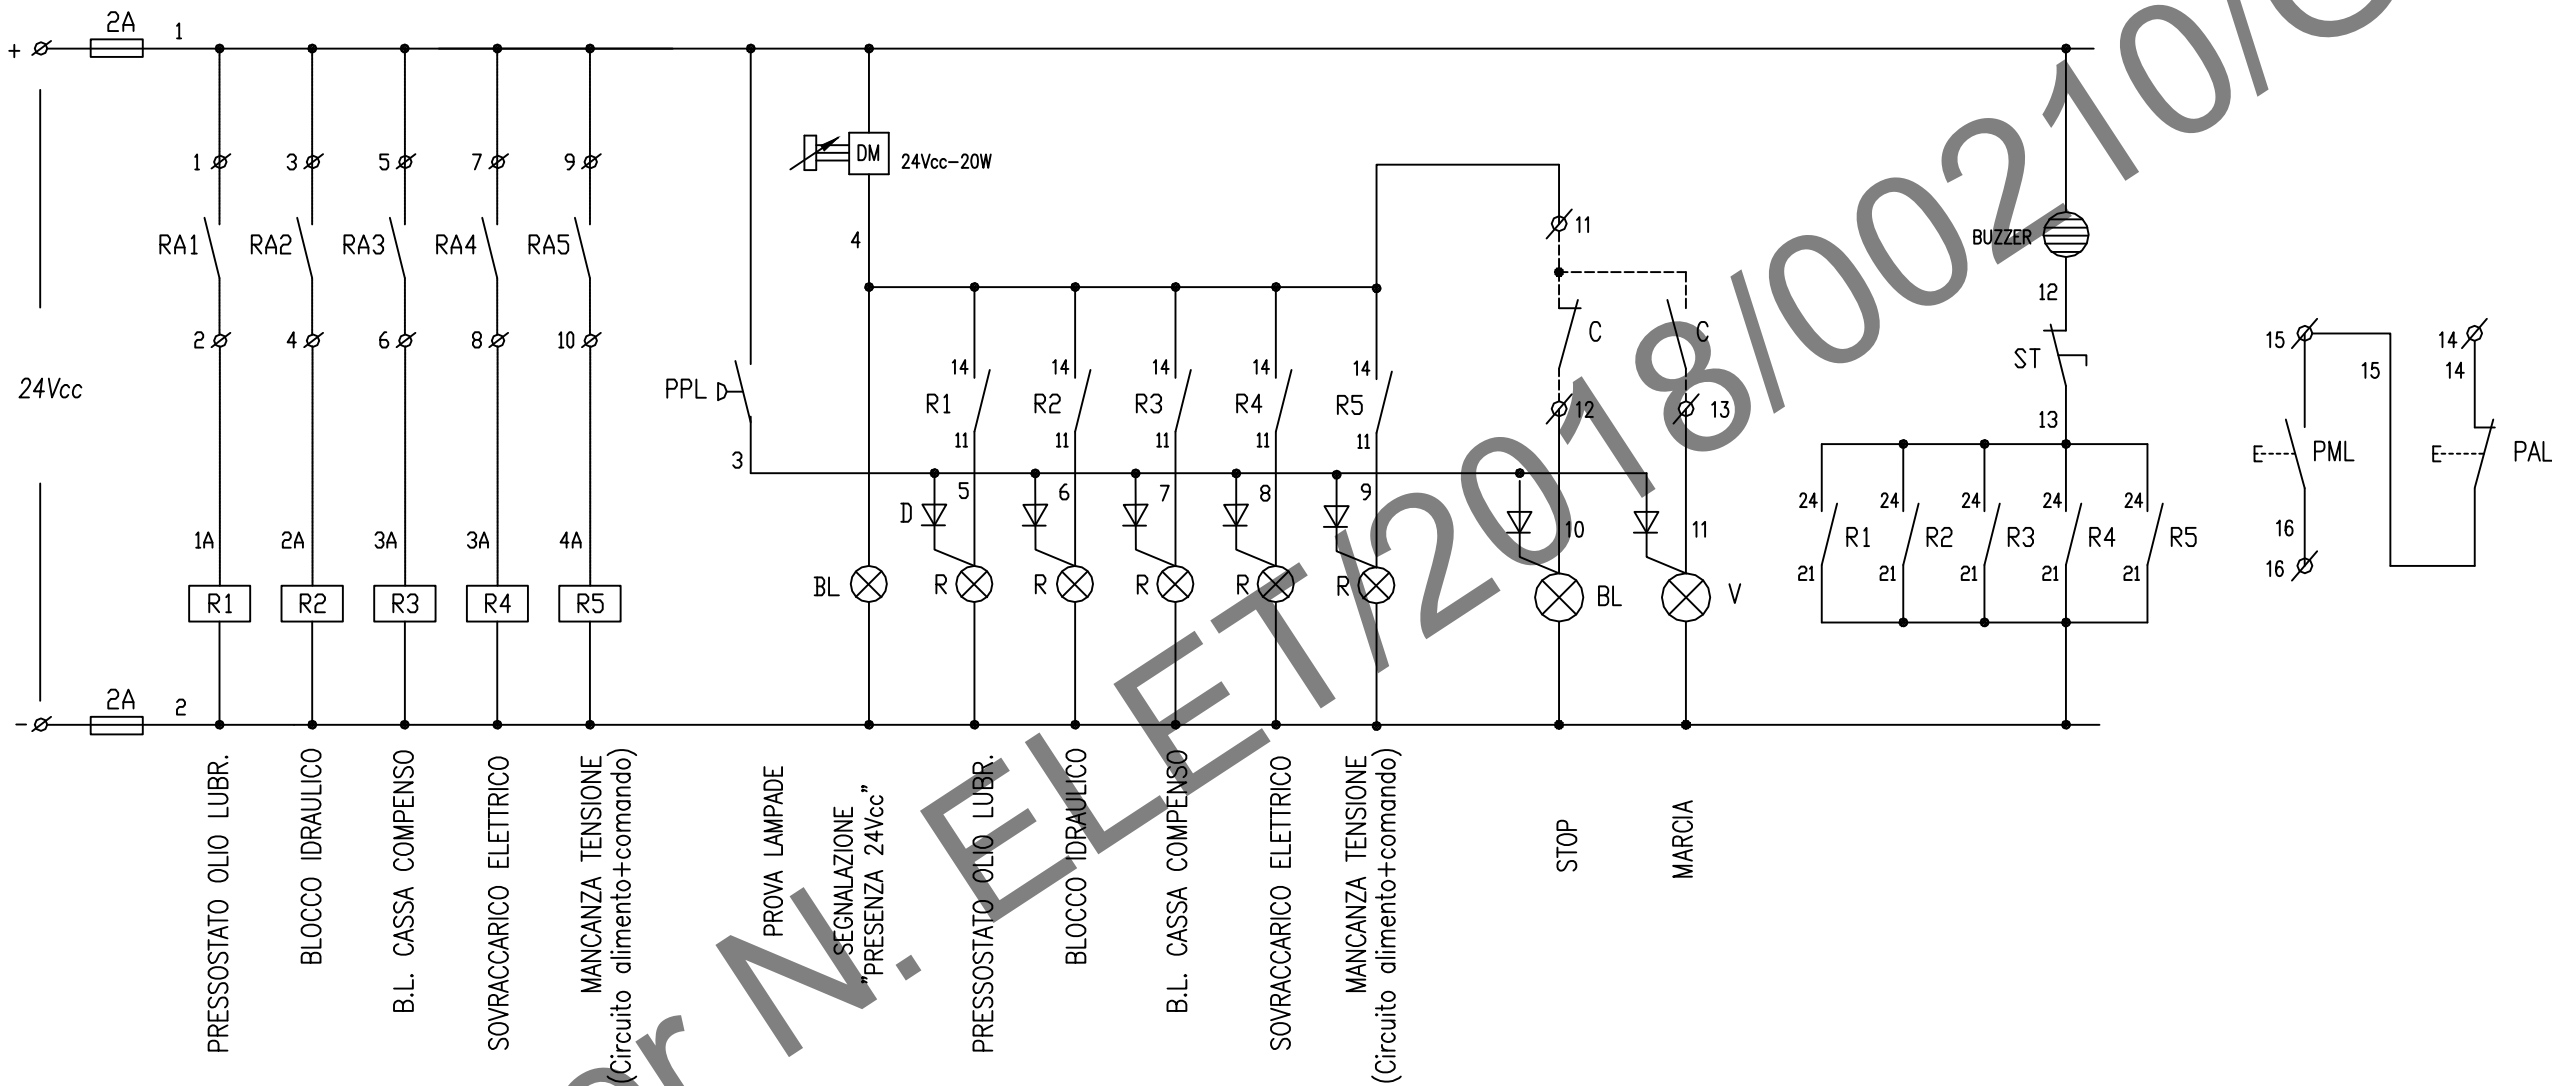 +
2A
1
1
3
5
7
9
RA1
RA2
RA3
RA4
RA5
2
4
6
8
10
24Vcc
1A
2A
3A
3A
4A
R1
R2
R3
R4
R5
-
2A
2
PRESSOSTATO OLIO LUBR.
BLOCCO IDRAULICO
B.L. CASSA COMPENSO
SOVRACCARICO ELETTRICO
MANCANZA TENSIONE
(Circuito alimento+comando)
PPL
3
DM
24Vcc-20W
4
14
14
14
14
14
R1
R2
R3
R4
R5
11
11
11
11
11
D
5
6
7
8
9
BL
R
R
R
R
R
PROVA LAMPADE
SEGNALAZIONE
"PRESENZA 24Vcc"
PRESSOSTATO OLIO LUBR.
BLOCCO IDRAULICO
B.L. CASSA COMPENSO
SOVRACCARICO ELETTRICO
MANCANZA TENSIONE
(Circuito alimento+comando)
11
C
C
12
13
10
11
BL
V
STOP
MARCIA
BUZZER
12
ST
13
24
24
24
24
24
R1
R2
R3
R4
R5
21
21
21
21
21
15
15
14
14
E
PML
E
PAL
16
16
N. ELET/2018/00210/